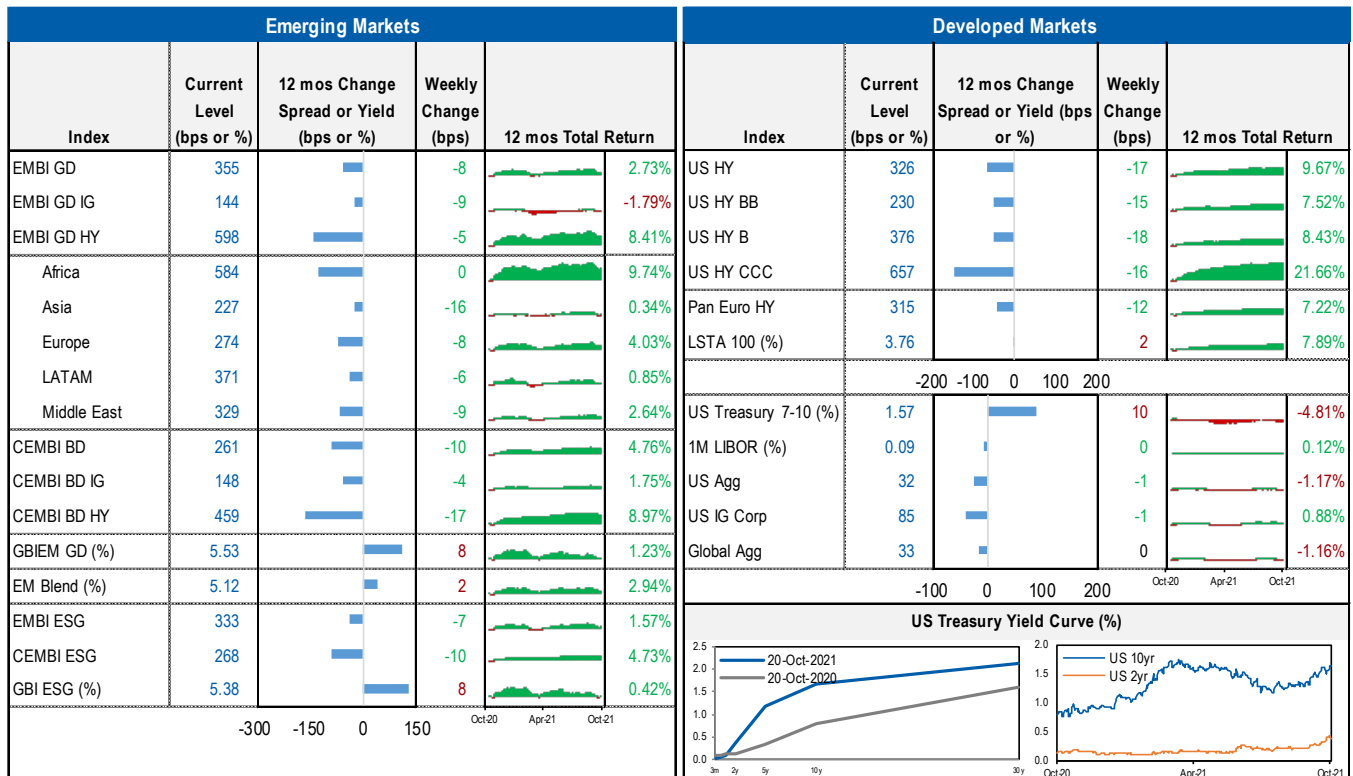 Emerging Markets
Index Current Level (bps or %) 12 mos Change Spread or Yield (bps or %) Weekly Change (bps) 12 mos Total Return
EMBI GD 355 -8 2.73%
EMBI GD IG 144 -9 -1.79%
EMBI GD HY 598 -5 8.41%
Africa 584 0 9.74%
Asia 227 -16 0.34%
Europe 274 -8 4.03%
LATAM 371 -6 0.85%
Middle East 329 -9 2.64%
CEMBI BD 261 -10 4.76%
CEMBI BD IG 148 -4 1.75%
CEMBI BD HY 459 -17 8.97%
GBIEM GD (%) 5.53 8 1.23%
EM Blend (%) 5.12 2 2.94%
EMBI ESG 333 -7 1.57%
CEMBI ESG 268 -10 4.73%
GBI ESG (%) 5.38 8 0.42%
Oct-20 Apr-21 Oct-21
-300 -150 0 150
Developed Markets
Index Current Level (bps or %) 12 mos Change Spread or Yield (bps or %) Weekly Change (bps) 12 mos Total Return
US HY 326 -17 9.67%
US HY BB 230 -15 7.52%
US HY B 376 -18 8.43%
US HY CCC 657 -16 21.66%
Pan Euro HY 315 -12 7.22%
LSTA 100 (%) 3.76 2 7.89%
-200 -100 0 100 200
US Treasury 7-10 (%) 1.57 10 -4.81%
1M LIBOR (%) 0.09 0 0.12%
US Agg 32 -1 -1.17%
US IG Corp 85 -1 0.88%
Global Agg 33 0 -1.16%
Oct-20 Apr-21 Oct-21
-100 0 100 200
US Treasury Yield Curve (%)
2.5
2.0
1.5
1.0
0.5
0.0
20-Oct-2021
20-Oct-2020
3m 2y 5y 10y 30y
2.0
1.5
1.0
0.5
0.0
US 10yr
US 2yr
Oct-20 Apr-21 Oct-21